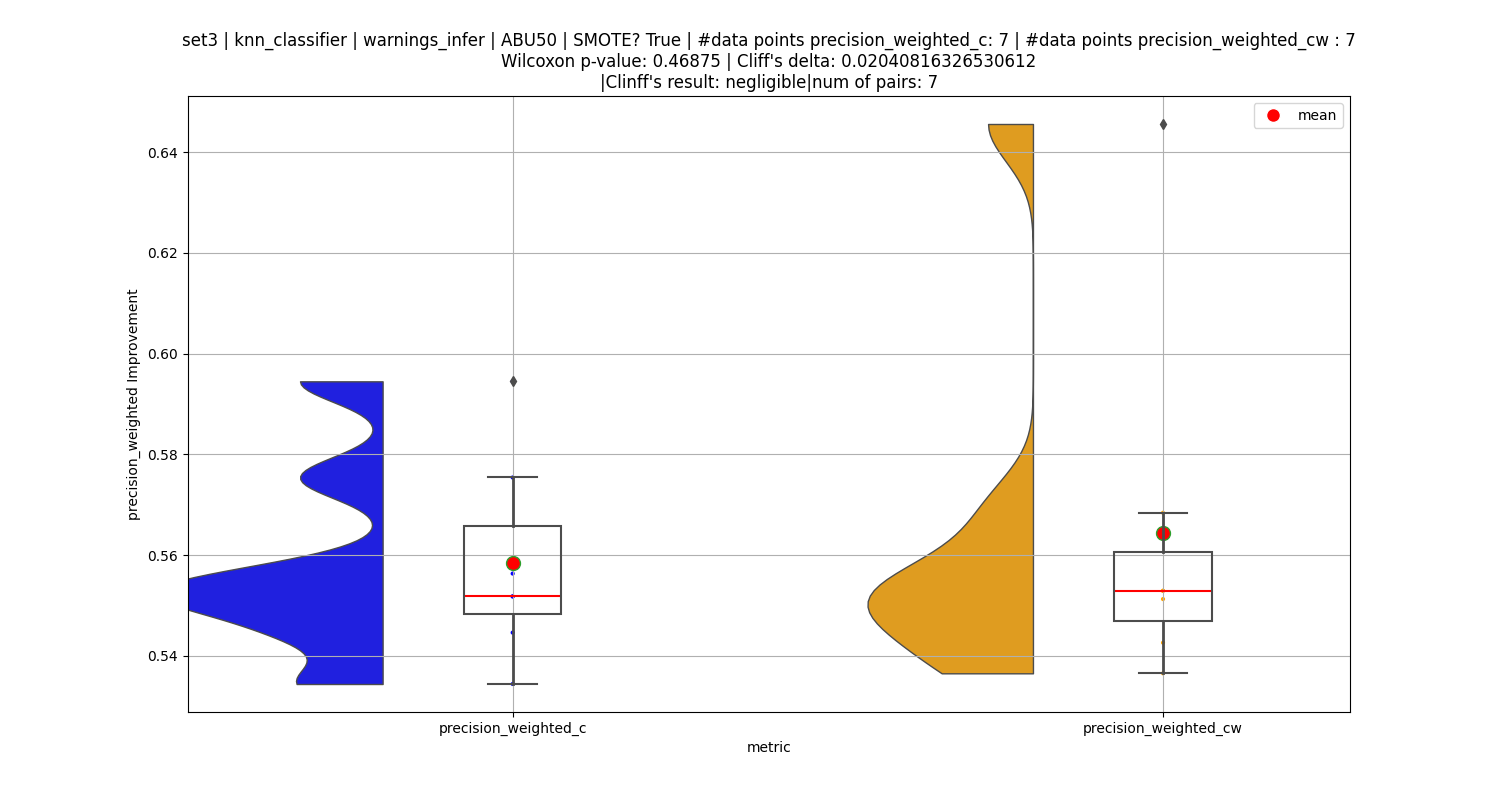 set3 | knn_classifier | warnings_infer | ABU50 | SMOTE? True | #data points precision_weighted_c: 7 | #data points precision_weighted_cw : 7
Wilcoxon p-value: 0.46875 | Cliff's delta: 0.02040816326530612
|Clinff's result: negligible|num of pairs: 7
mean
0.64
0.62
0.60
0.58
0.56
0.54
precision_weighted Improvement
precision_weighted_c
precision_weighted_cw
metric